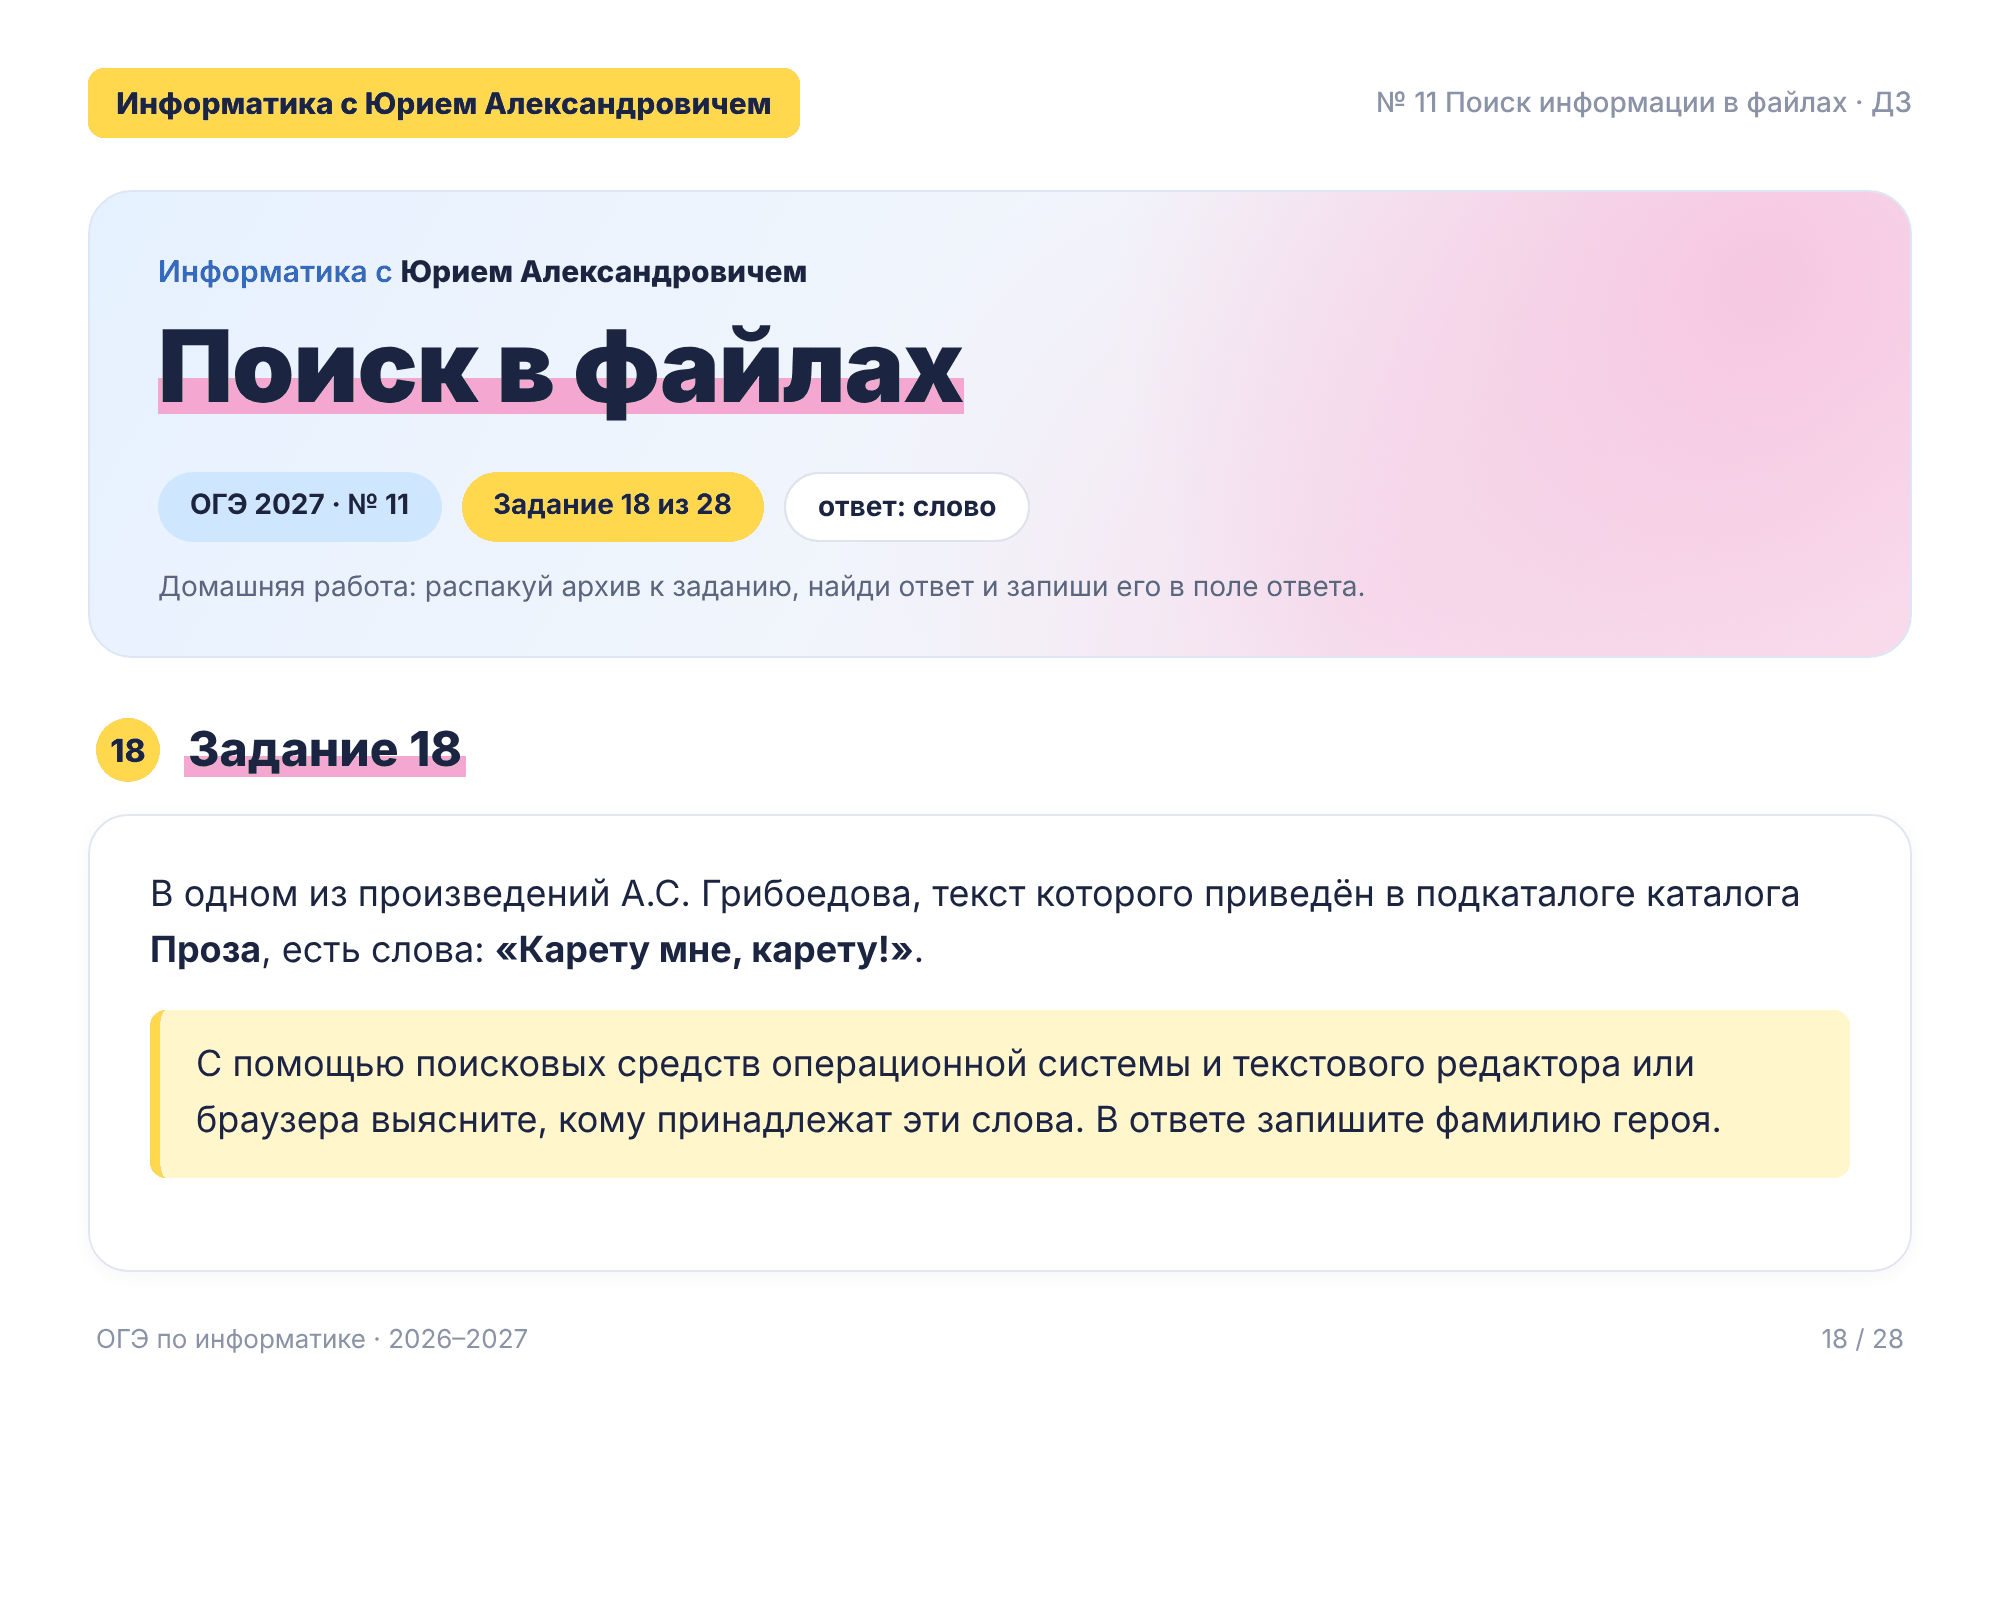 Информатика с Юрием Александровичем
№ 11 Поиск информации в файлах · ДЗ
Информатика с Юрием Александровичем
Поиск в файлах
ОГЭ 2027 · № 11
Задание 18 из 28
ответ: слово
Домашняя работа: распакуй архив к заданию, найди ответ и запиши его в поле ответа.
18 Задание 18
В одном из произведений А.С. Грибоедова, текст которого приведён в подкаталоге каталога
Проза, есть слова: «Карету мне, карету!».
С помощью поисковых средств операционной системы и текстового редактора или
браузера выясните, кому принадлежат эти слова. В ответе запишите фамилию героя.
ОГЭ по информатике · 2026–2027
18 / 28